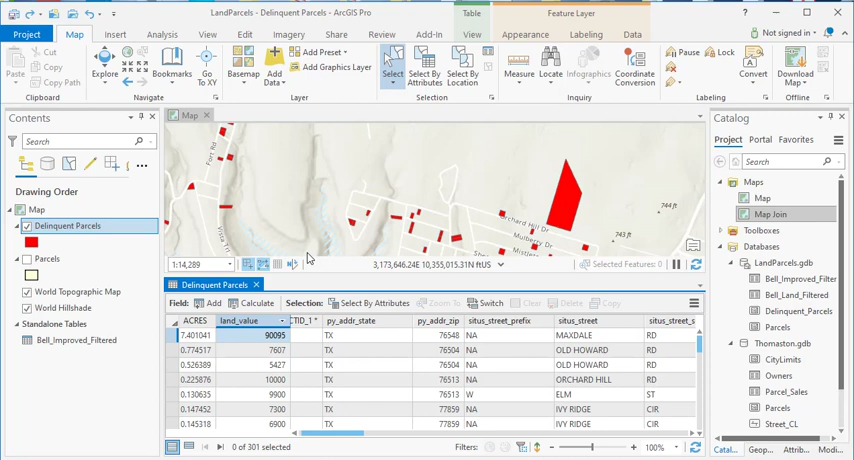 LandParcels - Delinquent Parcels - ArcGIS Pro
Table
Feature Layer
Project Map Insert Analysis View Edit Imagery Share Review Add-In View Appearance Labeling Data
Not signed in
Paste
Cut
Copy
Copy Path
Clipboard
Explore
Bookmarks
Go
To XY
Navigate
Basemap
Add
Data
Add Preset
Add Graphics Layer
Layer
Select
Select By
Attributes
Select By
Location
Selection
Measure
Locate
Infographics
Coordinate
Conversion
Inquiry
Pause
Lock
Convert
Labeling
Download
Map
Offline
Contents
Search
Drawing Order
Map
Delinquent Parcels
Parcels
World Topographic Map
World Hillshade
Standalone Tables
Bell_Improved_Filtered
Map
Fort Rd
Vista Trl
Orchard Hill Dr
Mulberry Dr
744 ft
743 ft
1:14,289
3,173,646.24E 10,355,015.31N ftUS
Selected Features: 0
Delinquent Parcels
Field: Add Calculate Selection: Select By Attributes Zoom To Switch Clear Delete Copy
ACRES land_value CTID_1 * py_addr_state py_addr_zip situs_street_prefix situs_street situs_street_s
7.401041 90095 TX 76548 NA MAXDALE RD
0.774517 7607 TX 76504 NA OLD HOWARD RD
0.526389 5427 TX 76504 NA OLD HOWARD RD
0.225876 10000 TX 76513 NA ORCHARD HILL RD
0.130635 9900 TX 76513 W ELM ST
0.147452 7300 TX 77859 NA IVY RIDGE CIR
0.145318 6900 TX 77859 NA IVY RIDGE CIR
0 of 301 selected
Filters:
100%
Catalog
Project Portal Favorites
Search
Maps
Map
Map Join
Toolboxes
Databases
LandParcels.gdb
Bell_Improved_Filter
Bell_Land_Filtered
Delinquent_Parcels
Parcels
Thomaston.gdb
CityLimits
Owners
Parcel_Sales
Parcels
Street_CL
Catal... Geop... Attrib... Modi...